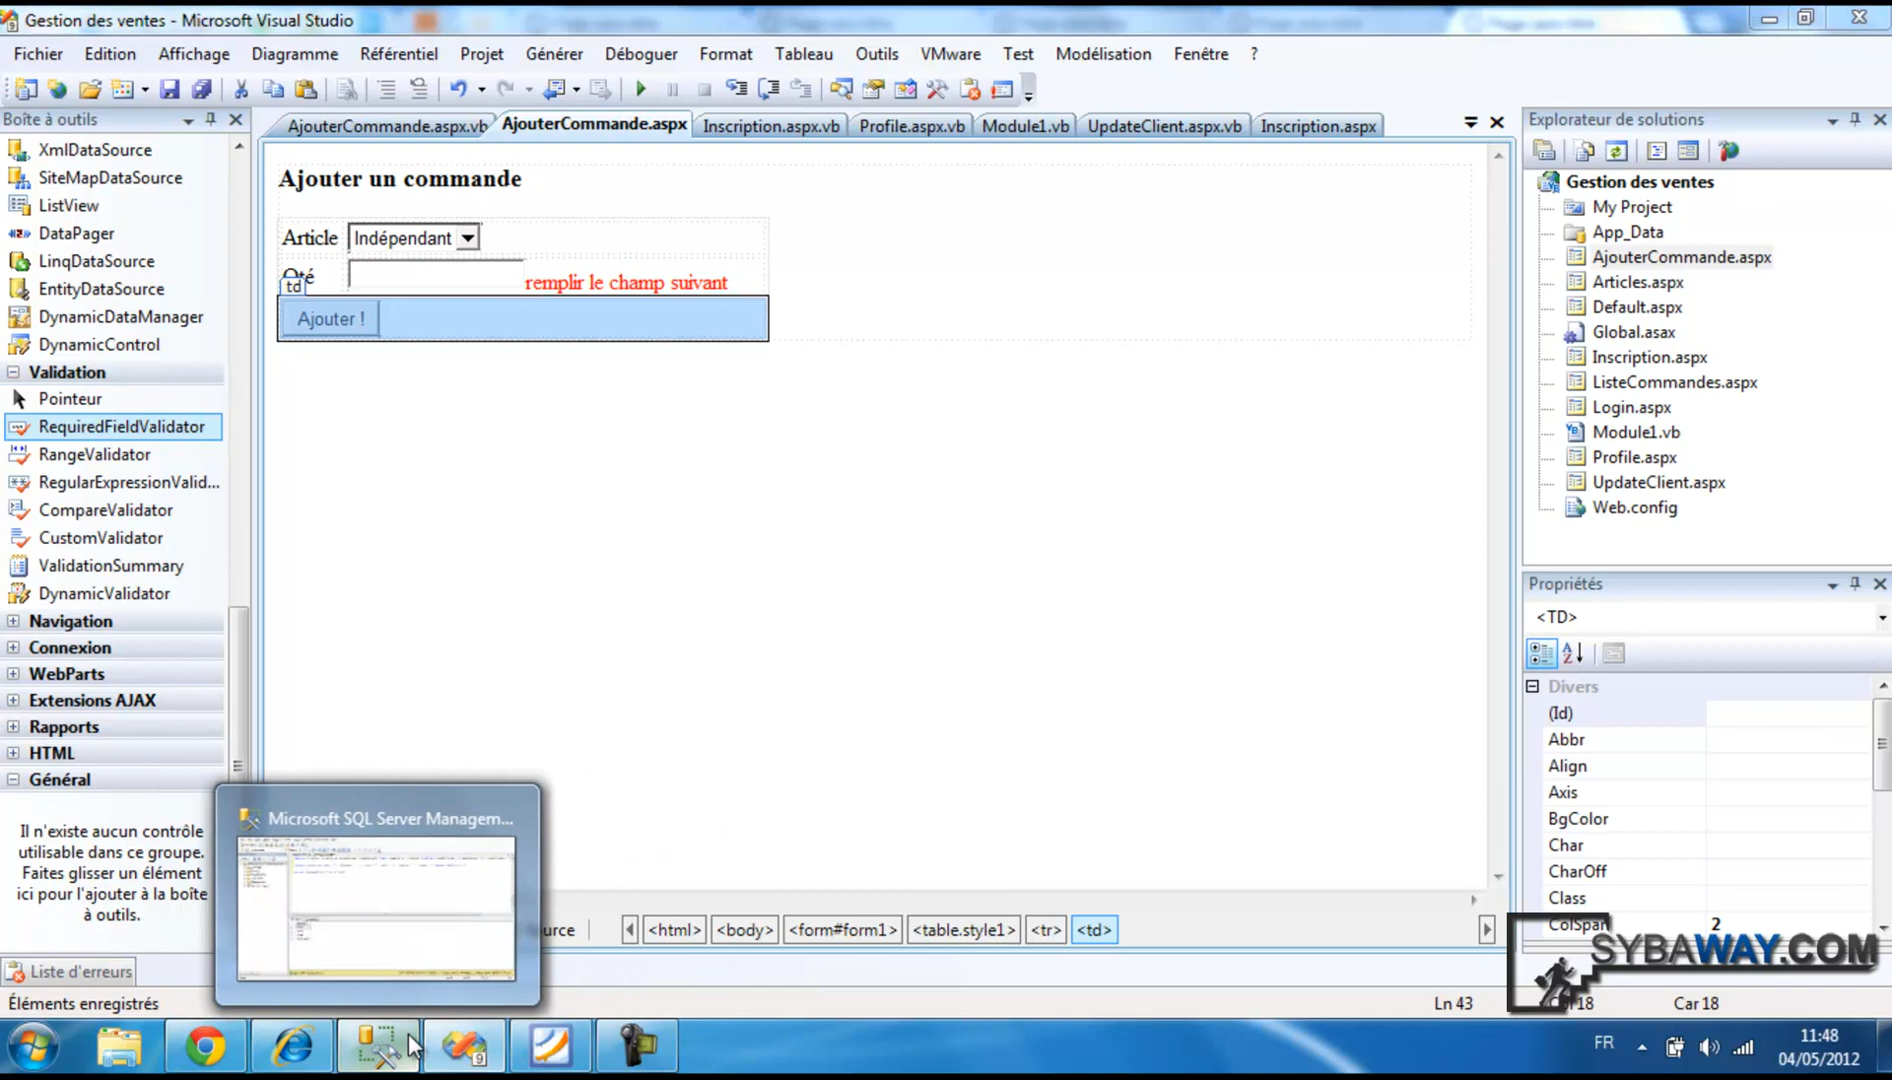 Gestion des ventes - Microsoft Visual Studio
Fichier Edition Affichage Diagramme Référentiel Projet Générer Déboguer Format Tableau Outils VMware Test Modélisation Fenêtre ?
Boîte à outils
AjouterCommande.aspx.vb AjouterCommande.aspx Inscription.aspx.vb Profile.aspx.vb Module1.vb UpdateClient.aspx.vb Inscription.aspx
XmlDataSource
SiteMapDataSource
ListView
DataPager
LinqDataSource
EntityDataSource
DynamicDataManager
DynamicControl
Validation
Pointeur
RequiredFieldValidator
RangeValidator
RegularExpressionValid...
CompareValidator
CustomValidator
ValidationSummary
DynamicValidator
Navigation
Connexion
WebParts
Extensions AJAX
Rapports
HTML
Général
Il n'existe aucun contrôle
utilisable dans ce groupe.
Faites glisser un élément
ici pour l'ajouter à la boîte
à outils.
Ajouter un commande
Article Indépendant
Qté remplir le champ suivant
td
Ajouter !
Microsoft SQL Server Managem...
<html> <body> <form#form1> <table.style1> <tr> <td>
Explorateur de solutions
Gestion des ventes
My Project
App_Data
AjouterCommande.aspx
Articles.aspx
Default.aspx
Global.asax
Inscription.aspx
ListeCommandes.aspx
Login.aspx
Module1.vb
Profile.aspx
UpdateClient.aspx
Web.config
Propriétés
<TD>
Divers
(Id)
Abbr
Align
Axis
BgColor
Char
CharOff
Class
ColSpan 2
SYBAWAY.COM
Liste d'erreurs
Éléments enregistrés Ln 43 Col 18 Car 18
FR
11:48
04/05/2012